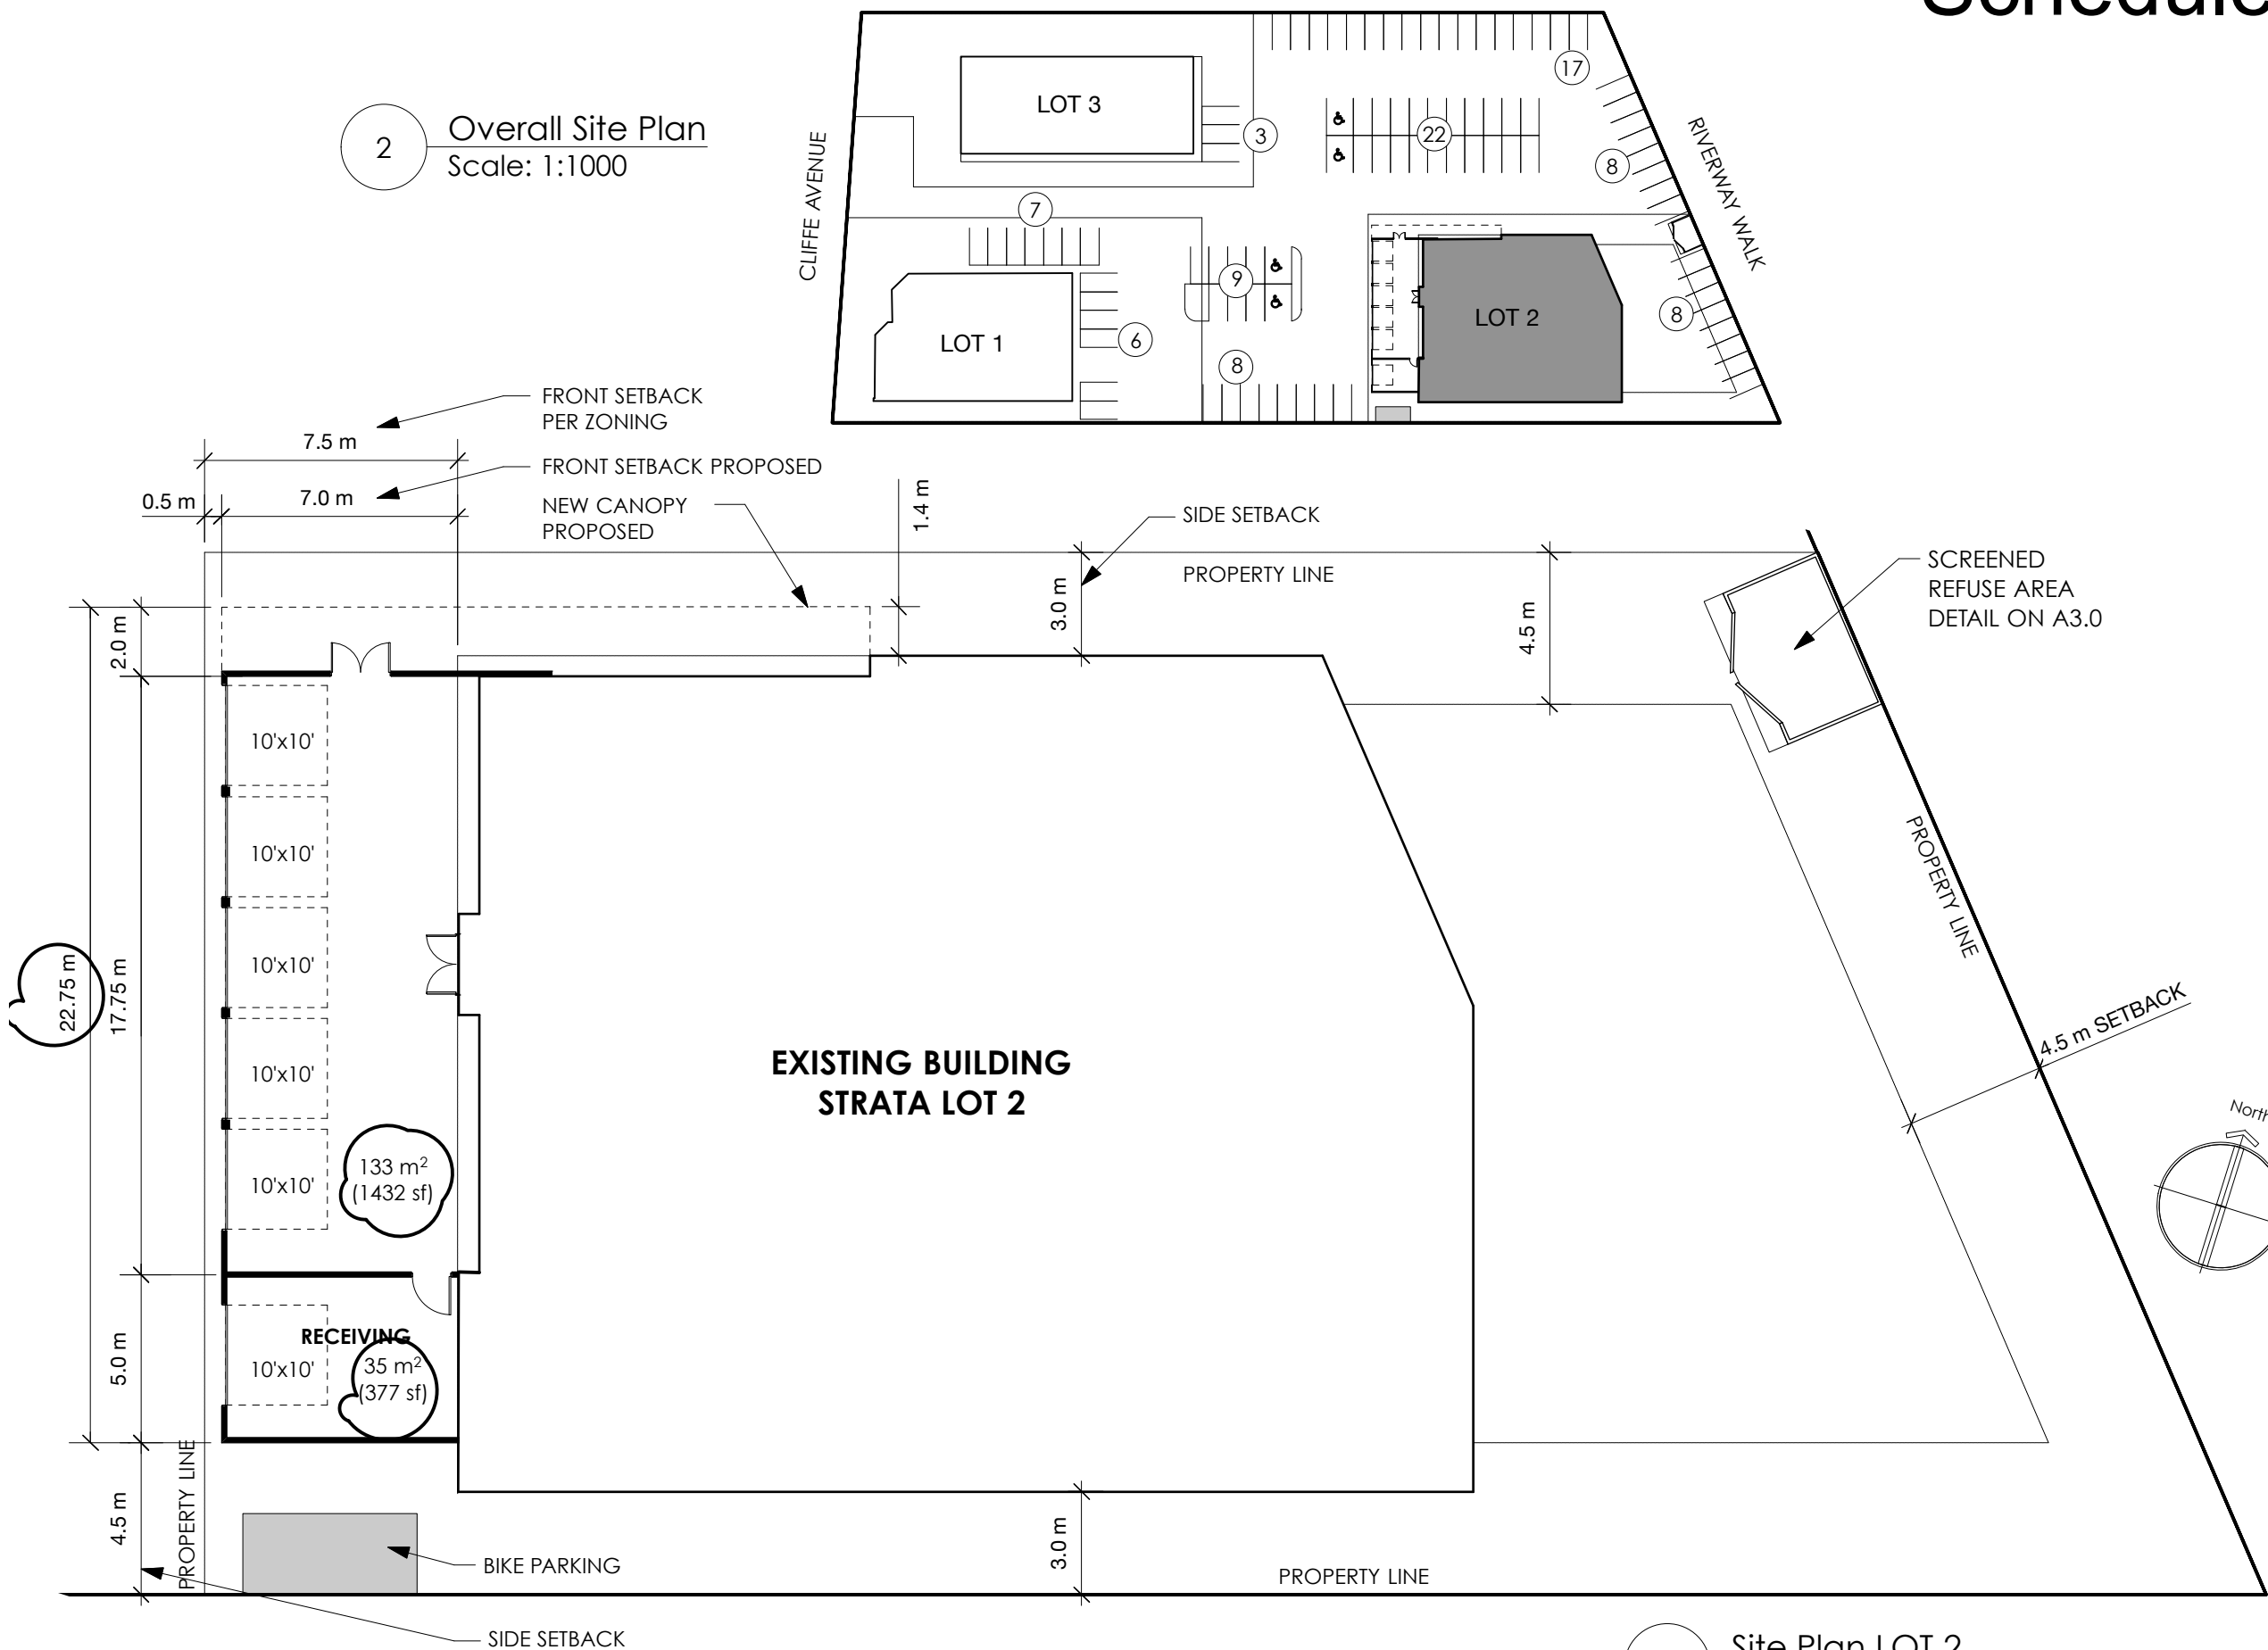 Schedule
2
Overall Site Plan
Scale: 1:1000
CLIFFE AVENUE
RIVERWAY WALK
LOT 3
LOT 1
LOT 2
17
3
22
8
7
9
6
8
8
FRONT SETBACK
PER ZONING
7.5 m
FRONT SETBACK PROPOSED
0.5 m
7.0 m
NEW CANOPY
PROPOSED
1.4 m
SIDE SETBACK
3.0 m
PROPERTY LINE
4.5 m
SCREENED
REFUSE AREA
DETAIL ON A3.0
2.0 m
10'x10'
10'x10'
10'x10'
10'x10'
10'x10'
22.75 m
17.75 m
133 m²
(1432 sf)
EXISTING BUILDING
STRATA LOT 2
PROPERTY LINE
4.5 m SETBACK
North
5.0 m
RECEIVING
10'x10'
35 m²
(377 sf)
4.5 m
PROPERTY LINE
BIKE PARKING
3.0 m
PROPERTY LINE
SIDE SETBACK
Site Plan LOT 2